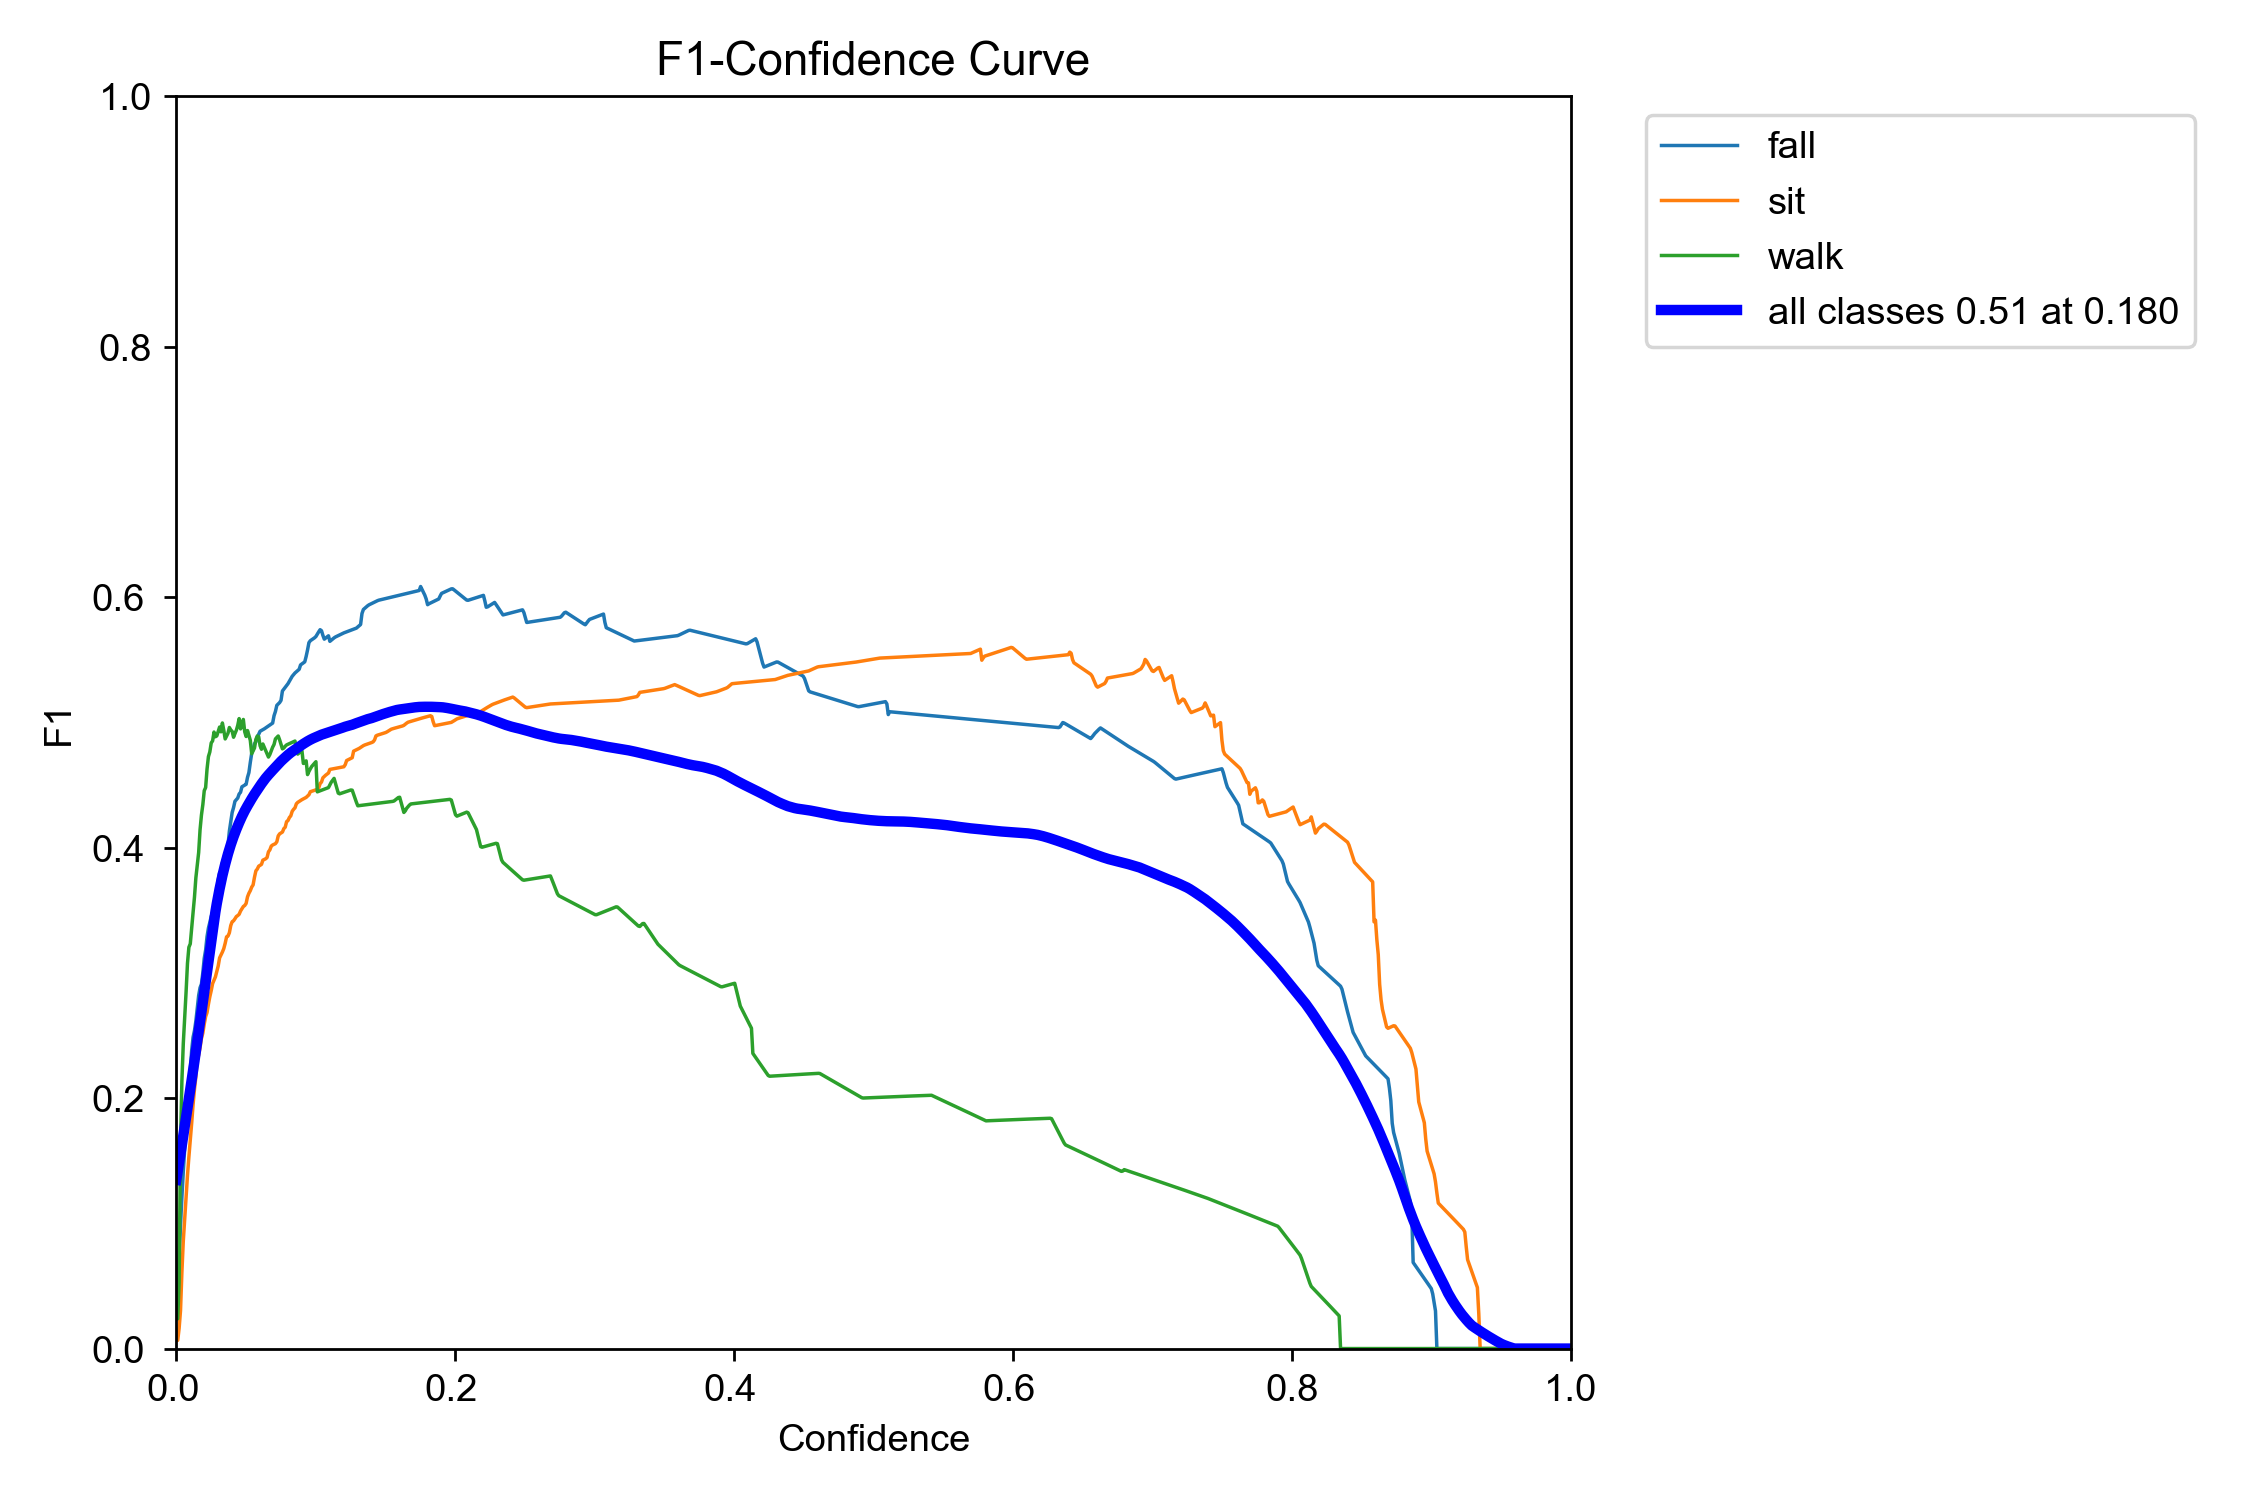 F1-Confidence Curve
1.0
0.8
0.6
0.4
0.2
0.0
F1
0.0 0.2 0.4 0.6 0.8 1.0
Confidence
fall
sit
walk
all classes 0.51 at 0.180